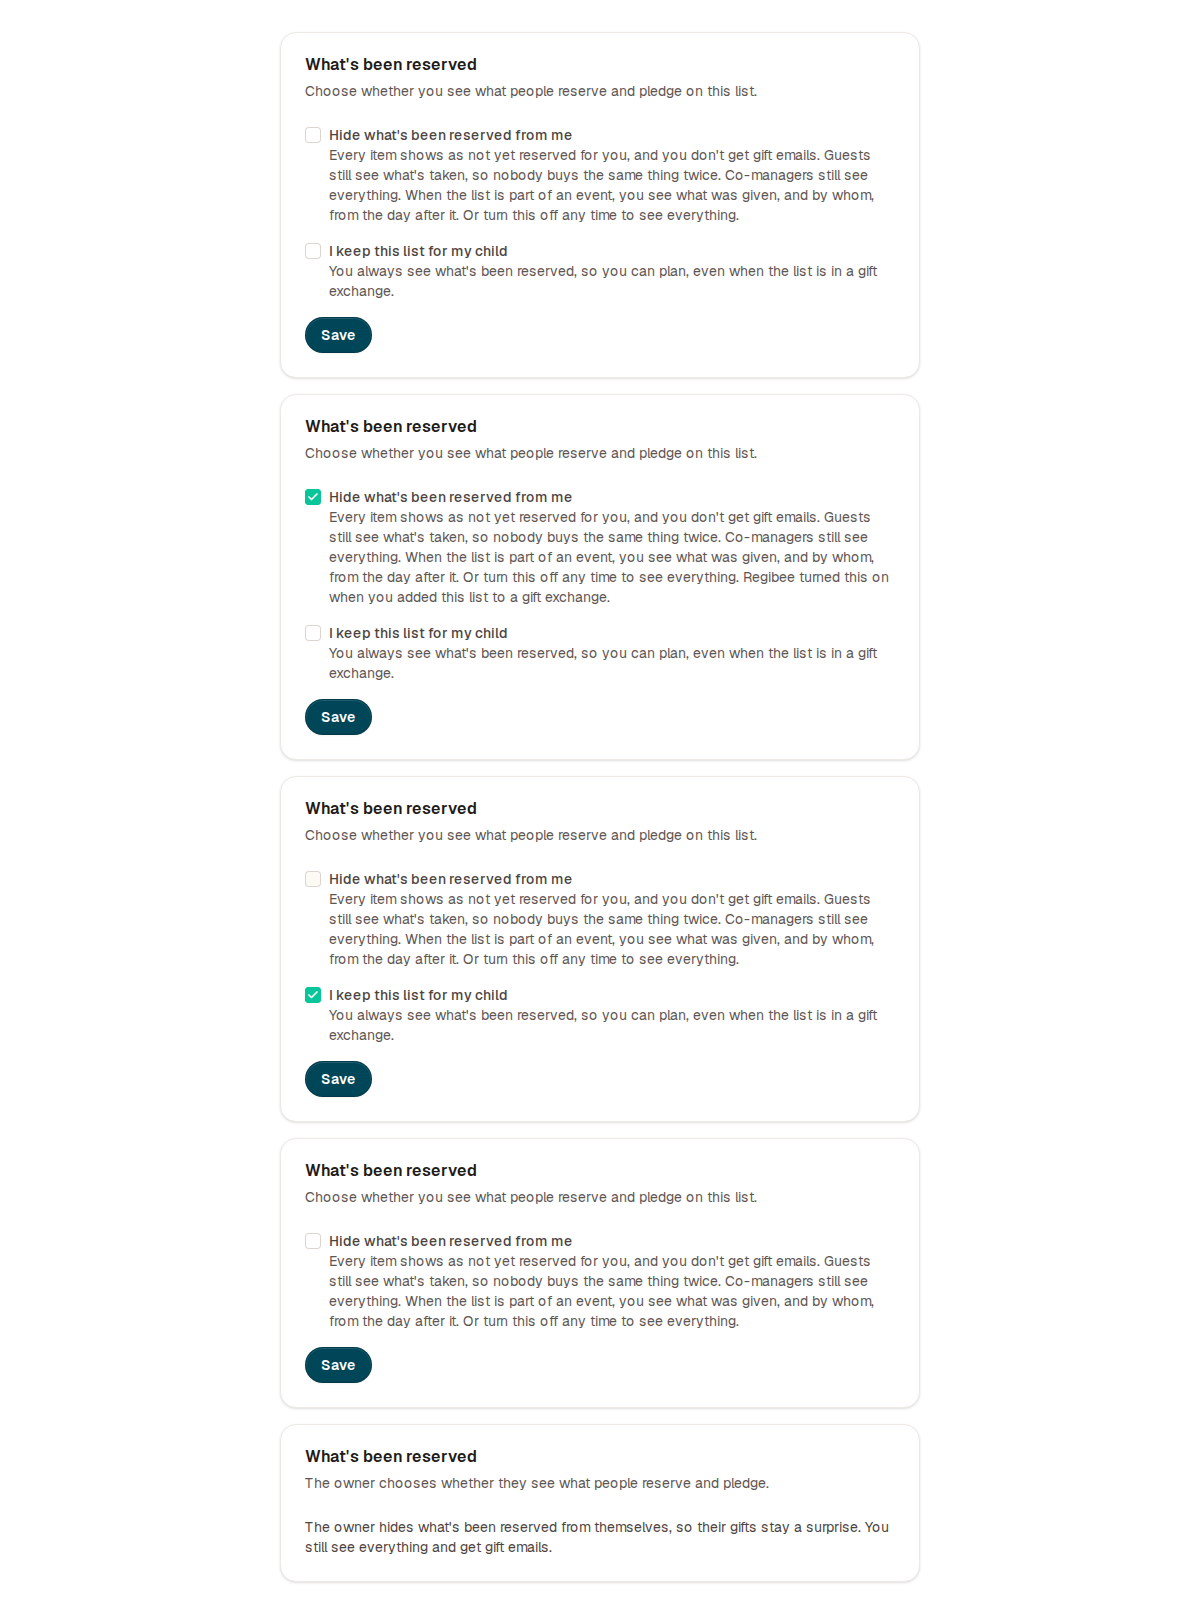 What's been reserved
Choose whether you see what people reserve and pledge on this list.
Hide what's been reserved from me
Every item shows as not yet reserved for you, and you don't get gift emails. Guests
still see what's taken, so nobody buys the same thing twice. Co-managers still see
everything. When the list is part of an event, you see what was given, and by whom,
from the day after it. Or turn this off any time to see everything.
I keep this list for my child
You always see what's been reserved, so you can plan, even when the list is in a gift
exchange.
Save
What's been reserved
Choose whether you see what people reserve and pledge on this list.
Hide what's been reserved from me
Every item shows as not yet reserved for you, and you don't get gift emails. Guests
still see what's taken, so nobody buys the same thing twice. Co-managers still see
everything. When the list is part of an event, you see what was given, and by whom,
from the day after it. Or turn this off any time to see everything. Regibee turned this on
when you added this list to a gift exchange.
I keep this list for my child
You always see what's been reserved, so you can plan, even when the list is in a gift
exchange.
Save
What's been reserved
Choose whether you see what people reserve and pledge on this list.
Hide what's been reserved from me
Every item shows as not yet reserved for you, and you don't get gift emails. Guests
still see what's taken, so nobody buys the same thing twice. Co-managers still see
everything. When the list is part of an event, you see what was given, and by whom,
from the day after it. Or turn this off any time to see everything.
I keep this list for my child
You always see what's been reserved, so you can plan, even when the list is in a gift
exchange.
Save
What's been reserved
Choose whether you see what people reserve and pledge on this list.
Hide what's been reserved from me
Every item shows as not yet reserved for you, and you don't get gift emails. Guests
still see what's taken, so nobody buys the same thing twice. Co-managers still see
everything. When the list is part of an event, you see what was given, and by whom,
from the day after it. Or turn this off any time to see everything.
Save
What's been reserved
The owner chooses whether they see what people reserve and pledge.
The owner hides what's been reserved from themselves, so their gifts stay a surprise. You
still see everything and get gift emails.